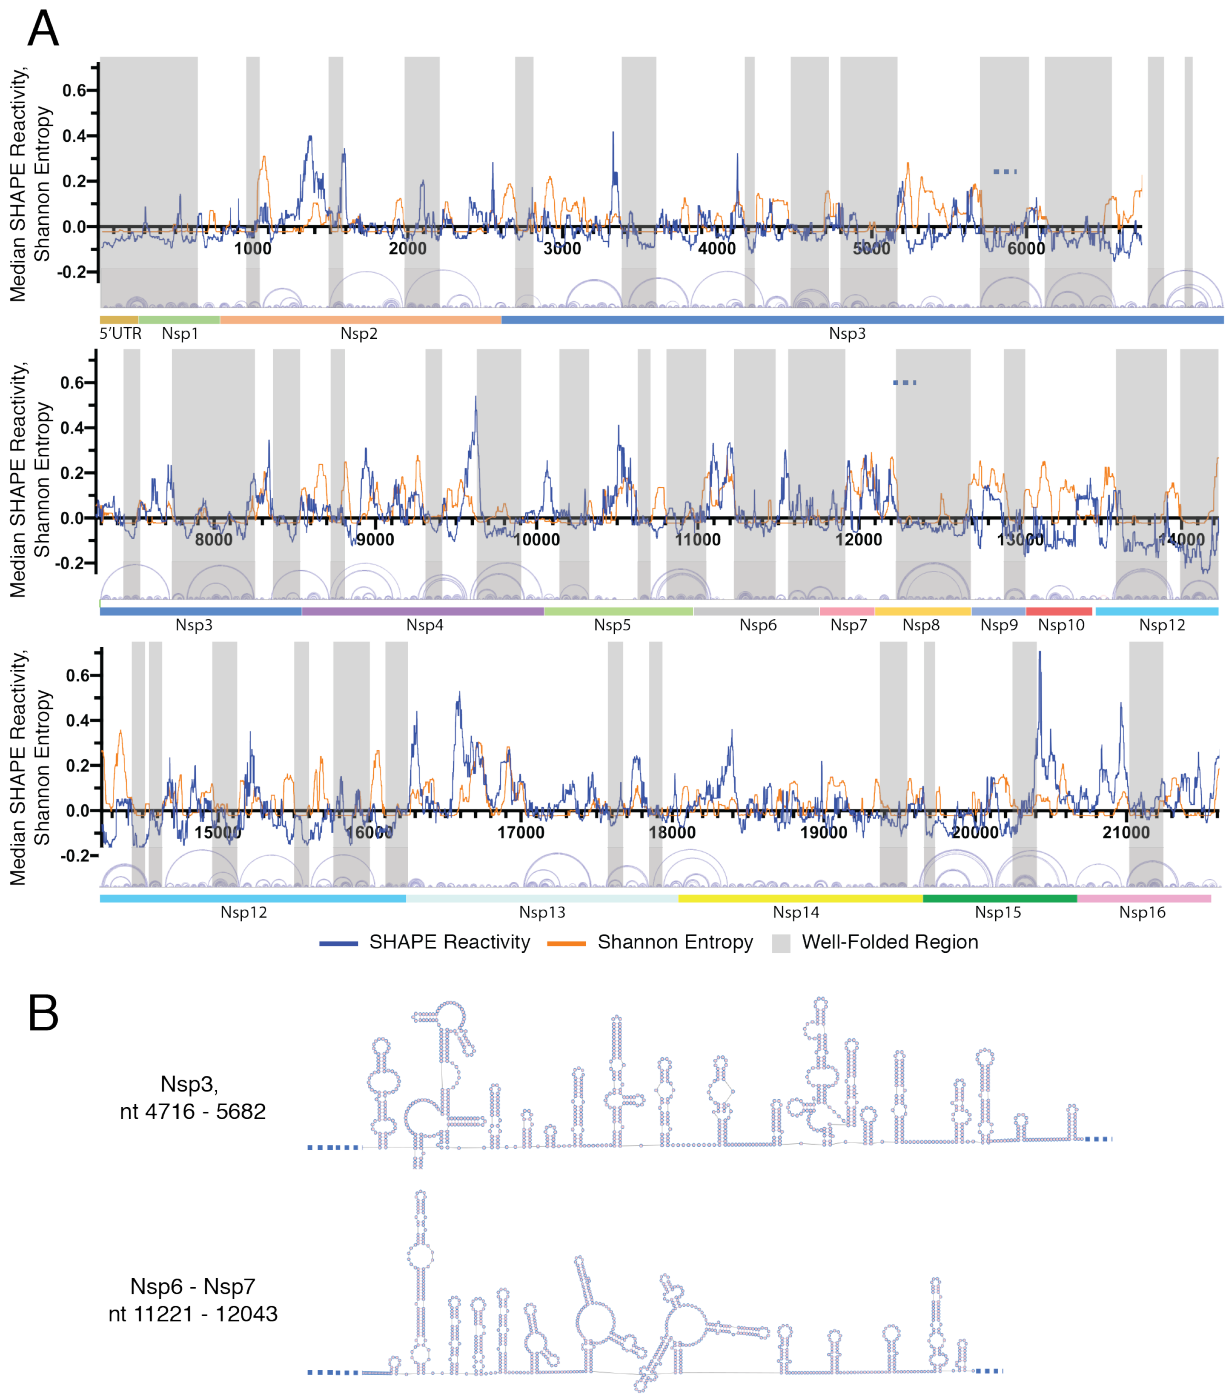 A
Median SHAPE Reactivity,
Shannon Entropy
0.6
0.4
0.2
0.0
-0.2
1000 2000 3000 4000 5000 6000
5'UTR Nsp1 Nsp2 Nsp3
Median SHAPE Reactivity,
Shannon Entropy
0.6
0.4
0.2
0.0
-0.2
8000 9000 10000 11000 12000 13000 14000
Nsp3 Nsp4 Nsp5 Nsp6 Nsp7 Nsp8 Nsp9 Nsp10 Nsp12
Median SHAPE Reactivity,
Shannon Entropy
0.6
0.4
0.2
0.0
-0.2
15000 16000 17000 18000 19000 20000 21000
Nsp12 Nsp13 Nsp14 Nsp15 Nsp16
SHAPE Reactivity Shannon Entropy Well-Folded Region
B
Nsp3,
nt 4716 - 5682
Nsp6 - Nsp7
nt 11221 - 12043